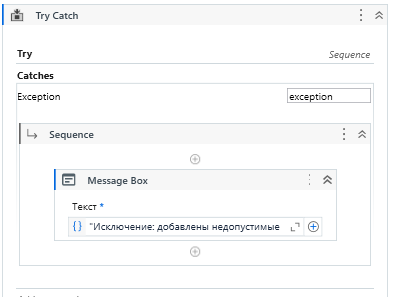 Try Catch
Try Sequence
Catches
Exception exception
Sequence
Message Box
Текст *
{} "Исключение: добавлены недопустимые